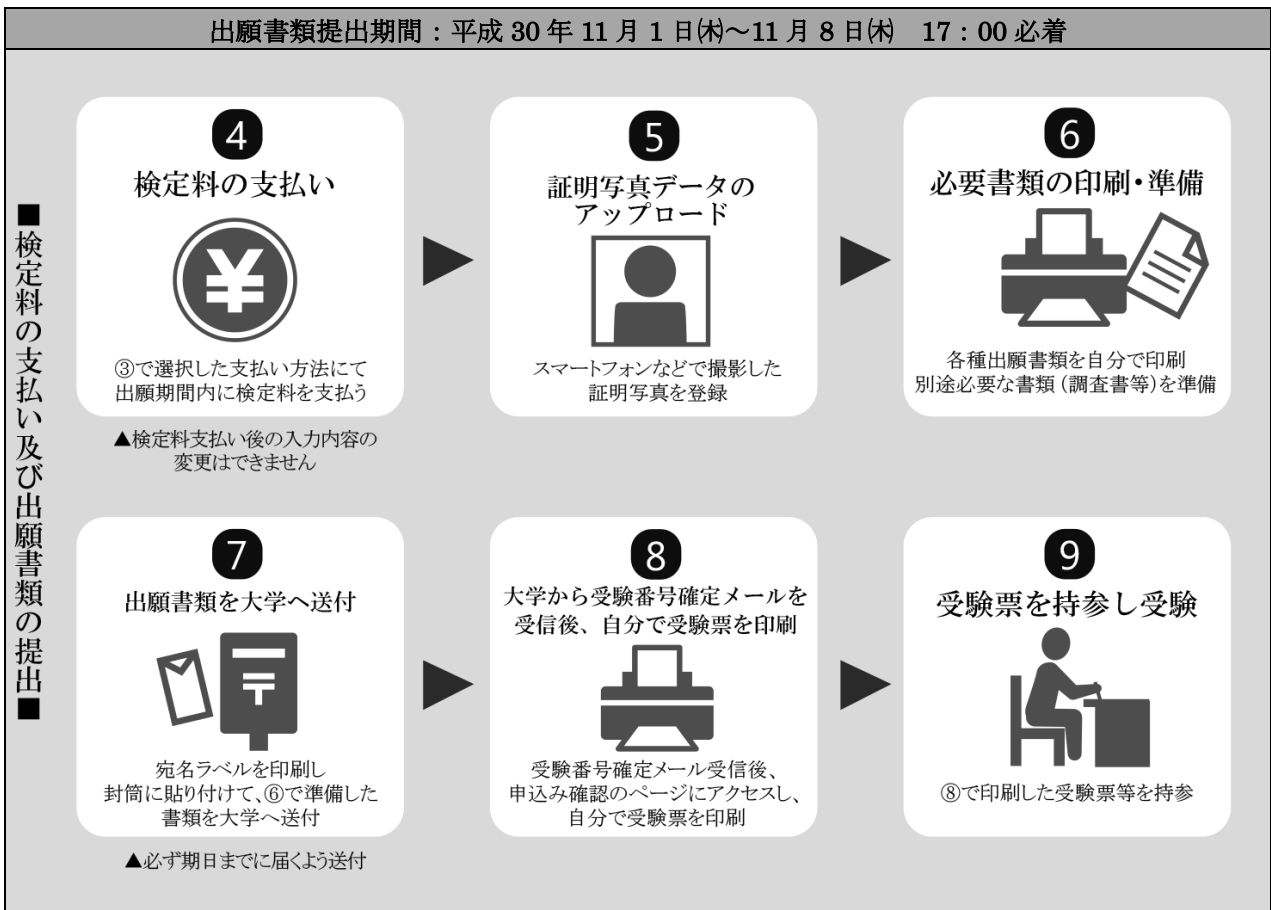 出願書類提出期間：平成 30 年 11 月 1 日㈭～11 月 8 日㈭　17：00 必着
■検定料の支払い及び出願書類の提出■
4
検定料の支払い
¥
③で選択した支払い方法にて
出願期間内に検定料を支払う
▲検定料支払い後の入力内容の
変更はできません
5
証明写真データの
アップロード
スマートフォンなどで撮影した
証明写真を登録
6
必要書類の印刷・準備
各種出願書類を自分で印刷
別途必要な書類（調査書等）を準備
7
出願書類を大学へ送付
〒
宛名ラベルを印刷し
封筒に貼り付けて、⑥で準備した
書類を大学へ送付
▲必ず期日までに届くよう送付
8
大学から受験番号確定メールを
受信後、自分で受験票を印刷
受験番号確定メール受信後、
申込み確認のページにアクセスし、
自分で受験票を印刷
9
受験票を持参し受験
⑧で印刷した受験票等を持参